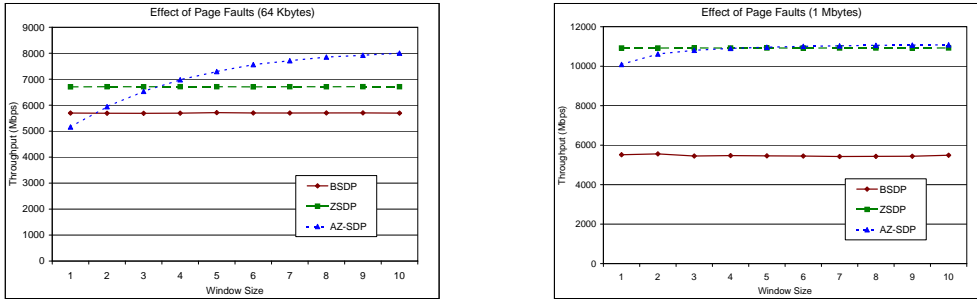 Effect of Page Faults (64 Kbytes)
9000
8000
7000
6000
5000
4000
3000
2000
1000
0
Throughput (Mbps)
BSDP
ZSDP
AZ-SDP
1 2 3 4 5 6 7 8 9 10
Window Size
Effect of Page Faults (1 Mbytes)
12000
10000
8000
6000
4000
2000
0
Throughput (Mbps)
BSDP
ZSDP
AZ-SDP
1 2 3 4 5 6 7 8 9 10
Window Size